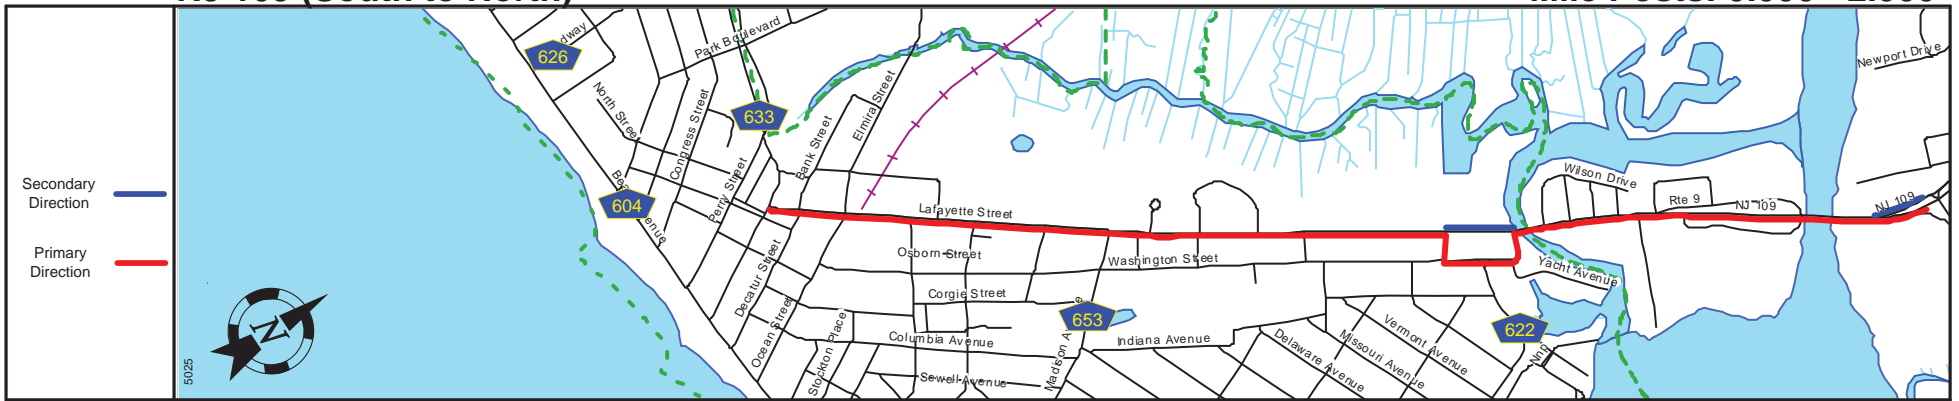 Secondary
Direction
Primary
Direction
5025
N
626
633
604
653
622
dway
Park Boulevard
North Street
Congress Street
Perry Street
Bank Street
Elmira Street
Lafayette Street
Osborn Street
Washington Street
Corgie Street
Columbia Avenue
Sewell Avenue
Indiana Avenue
Decatur Street
Ocean Street
Stockton Place
Delaware Avenue
Missouri Avenue
Vermont Avenue
Yacht Avenue
Wilson Drive
Rte 9
NJ 109
NJ 109
Newport Drive